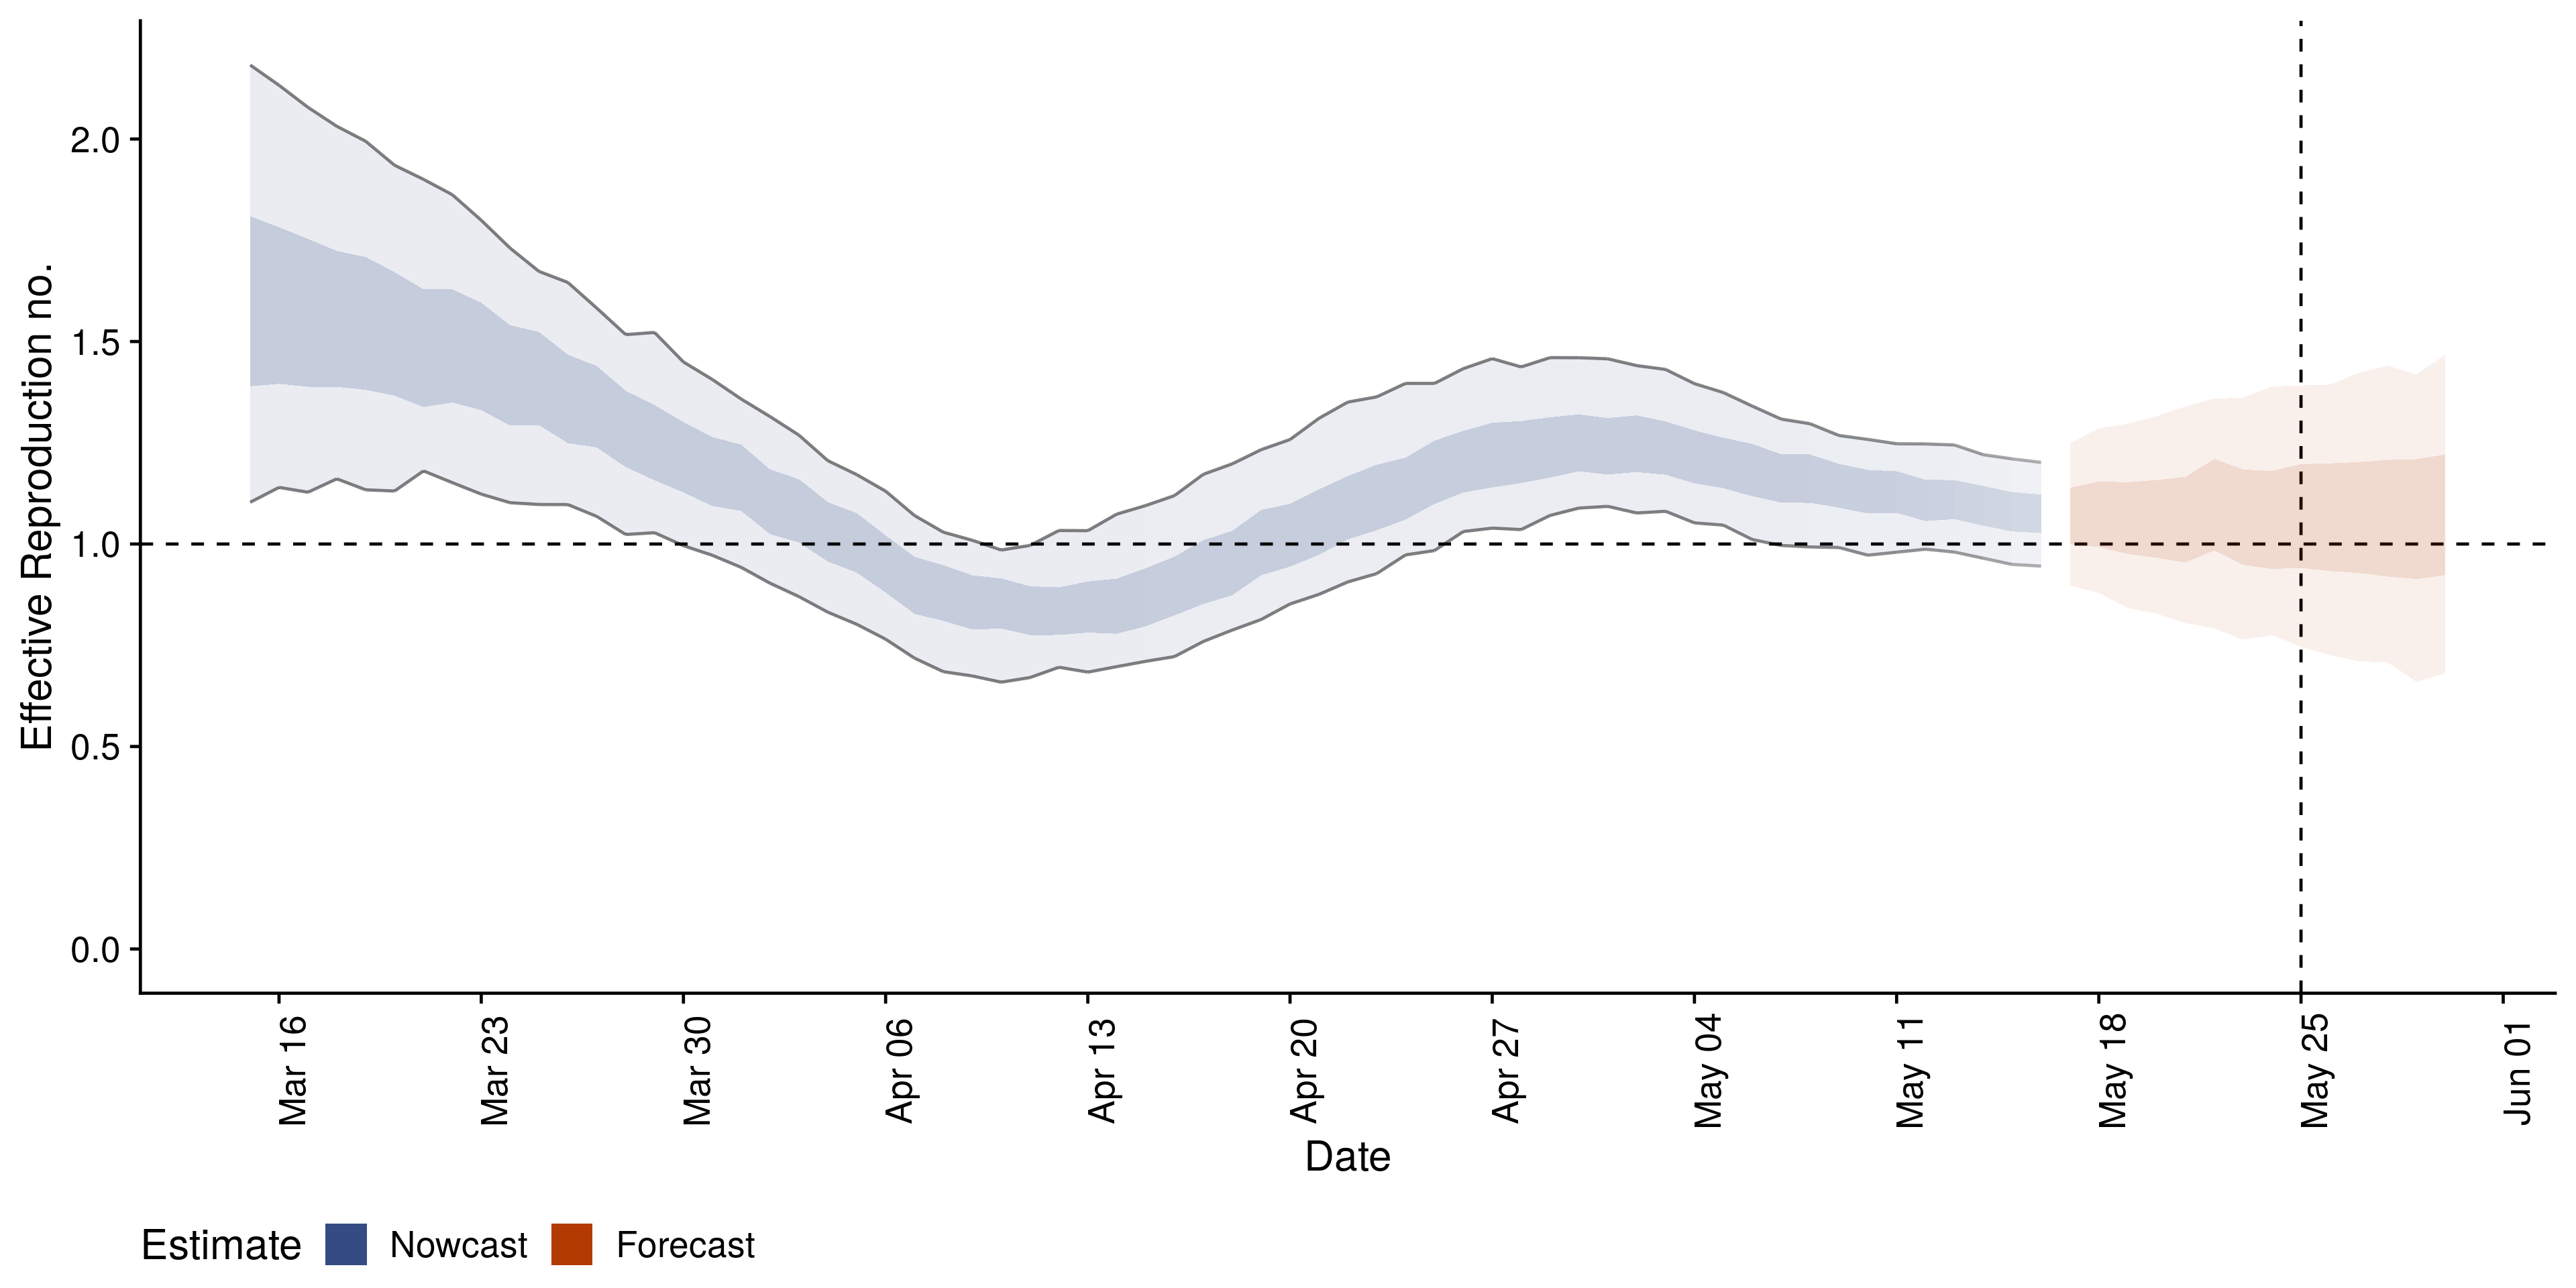 Effective Reproduction no.
2.0
1.5
1.0
0.5
0.0
Mar 16
Mar 23
Mar 30
Apr 06
Apr 13
Apr 20
Apr 27
May 04
May 11
May 18
May 25
Jun 01
Date
Estimate Nowcast Forecast